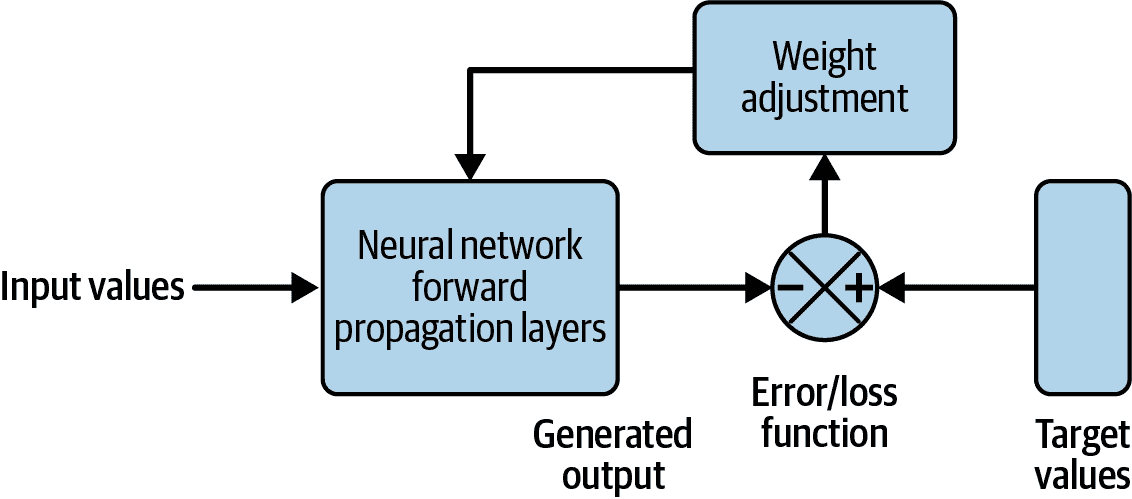 Weight
adjustment
Neural network
forward
propagation layers
Input values
− +
Error/loss
function
Generated
output
Target
values